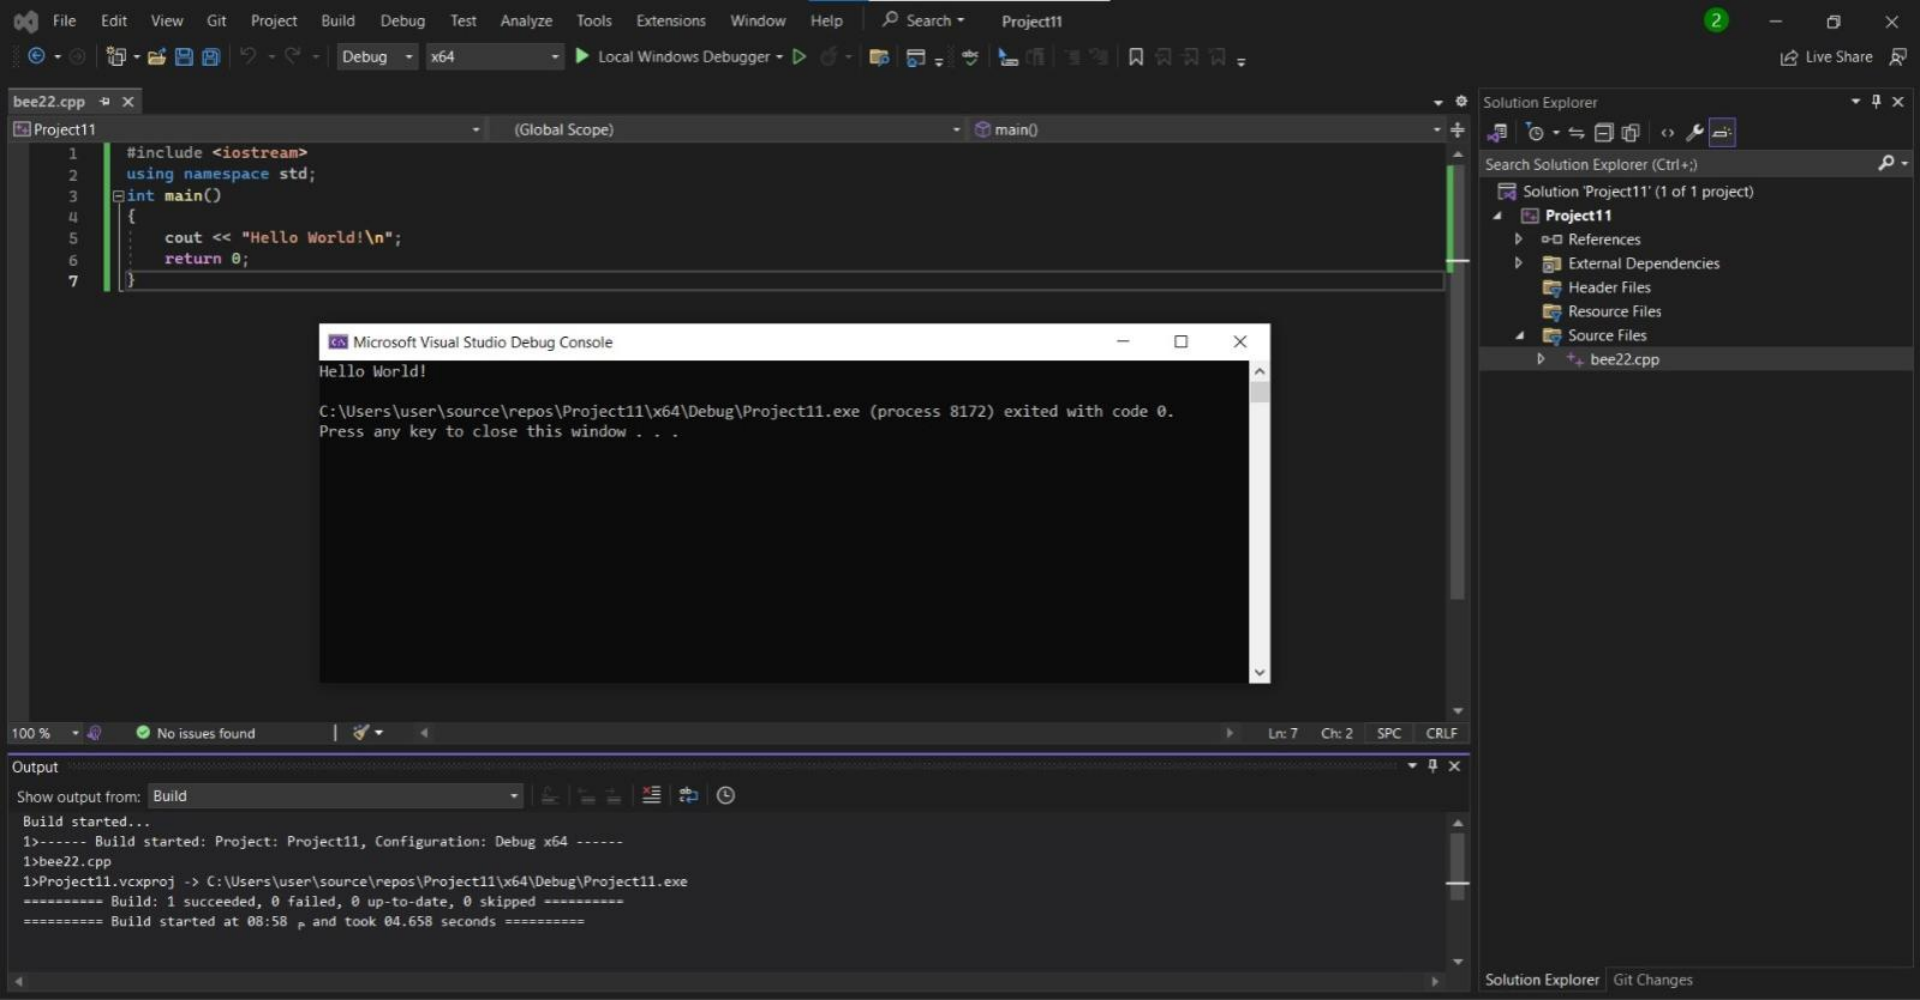 File Edit View Git Project Build Debug Test Analyze Tools Extensions Window Help Search Project11 2
Debug x64 Local Windows Debugger Live Share
bee22.cpp
Project11 (Global Scope) main()
1 #include <iostream>
2 using namespace std;
3 int main()
4 {
5 cout << "Hello World!\n";
6 return 0;
7 }
Microsoft Visual Studio Debug Console
Hello World!
C:\Users\user\source\repos\Project11\x64\Debug\Project11.exe (process 8172) exited with code 0.
Press any key to close this window . . .
100 % No issues found Ln: 7 Ch: 2 SPC CRLF
Output
Show output from: Build
Build started...
1>------ Build started: Project: Project11, Configuration: Debug x64 ------
1>bee22.cpp
1>Project11.vcxproj -> C:\Users\user\source\repos\Project11\x64\Debug\Project11.exe
========== Build: 1 succeeded, 0 failed, 0 up-to-date, 0 skipped ==========
========== Build started at 08:58 م and took 04.658 seconds ==========
Solution Explorer
Search Solution Explorer (Ctrl+;)
Solution 'Project11' (1 of 1 project)
Project11
References
External Dependencies
Header Files
Resource Files
Source Files
bee22.cpp
Solution Explorer Git Changes